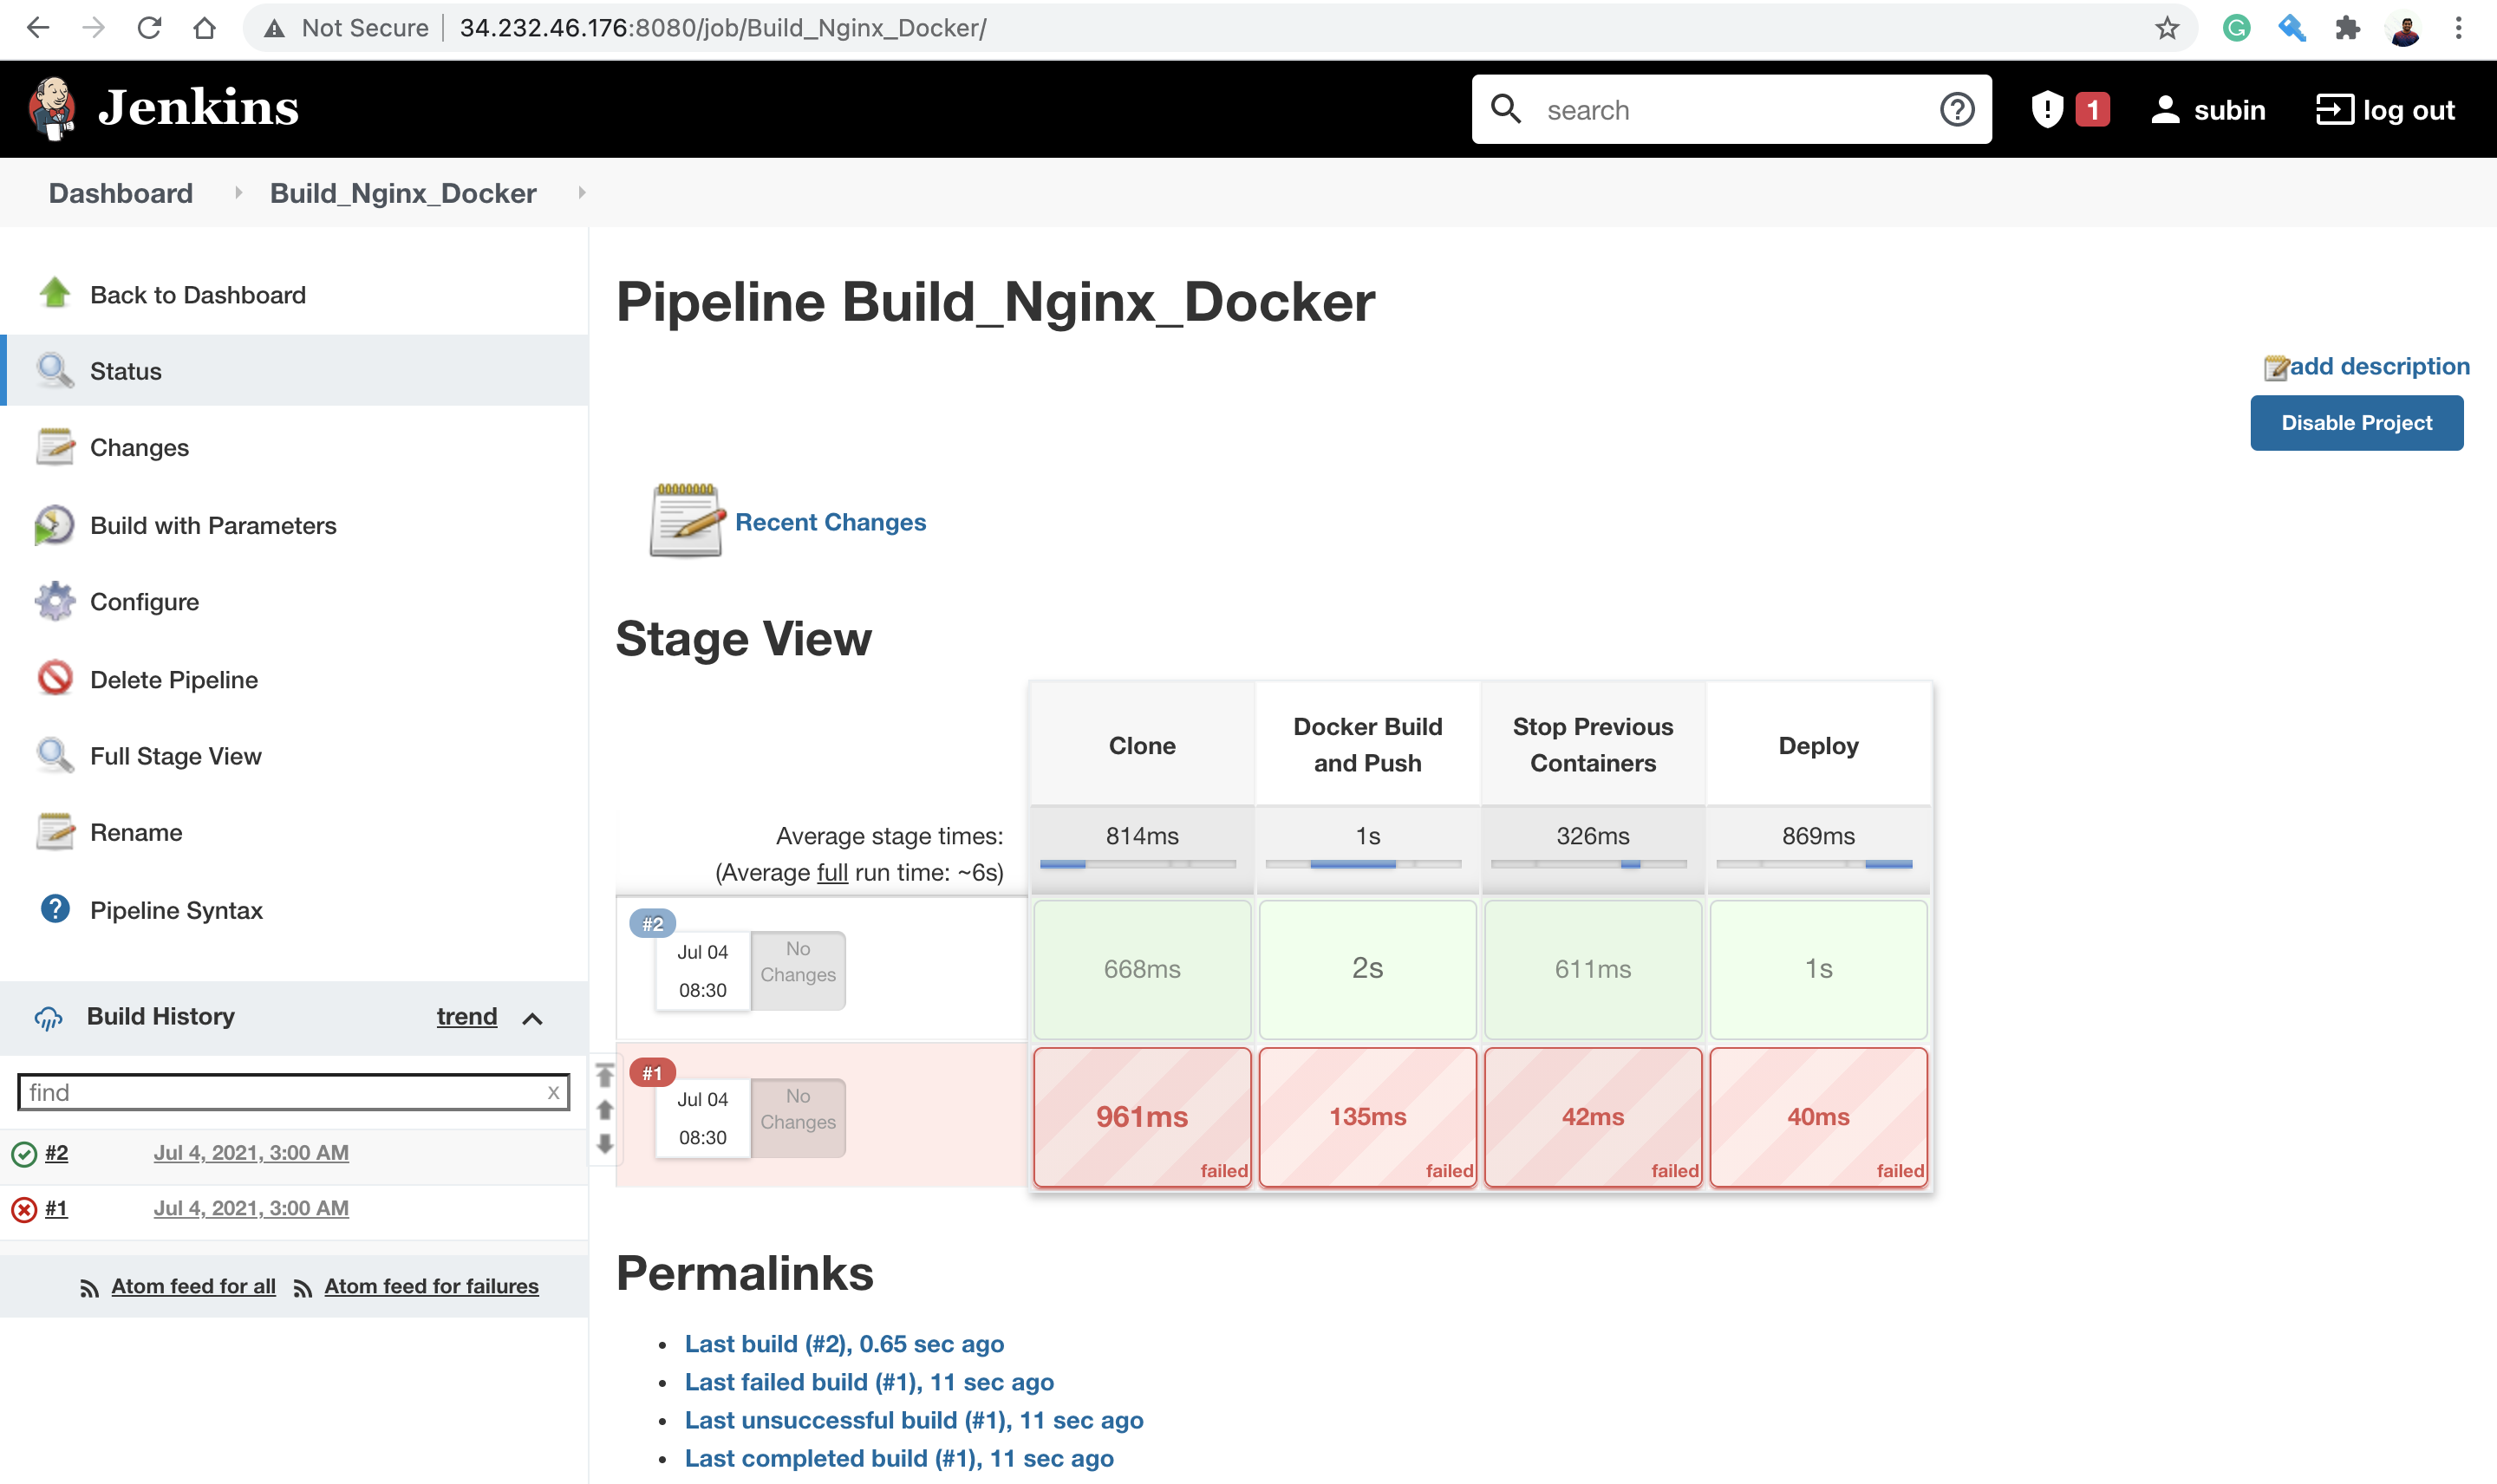 Not Secure 34.232.46.176:8080/job/Build_Nginx_Docker/
Jenkins
search
1
subin
log out
Dashboard
Build_Nginx_Docker
Back to Dashboard
Status
Changes
Build with Parameters
Configure
Delete Pipeline
Full Stage View
Rename
Pipeline Syntax
Build History
trend
find
x
#2 Jul 4, 2021, 3:00 AM
#1 Jul 4, 2021, 3:00 AM
Atom feed for all
Atom feed for failures
Pipeline Build_Nginx_Docker
add description
Disable Project
Recent Changes
Stage View
Clone
Docker Build
and Push
Stop Previous
Containers
Deploy
Average stage times:
(Average full run time: ~6s)
814ms
1s
326ms
869ms
#2
Jul 04
08:30
No
Changes
668ms
2s
611ms
1s
#1
Jul 04
08:30
No
Changes
961ms
failed
135ms
failed
42ms
failed
40ms
failed
Permalinks
Last build (#2), 0.65 sec ago
Last failed build (#1), 11 sec ago
Last unsuccessful build (#1), 11 sec ago
Last completed build (#1), 11 sec ago